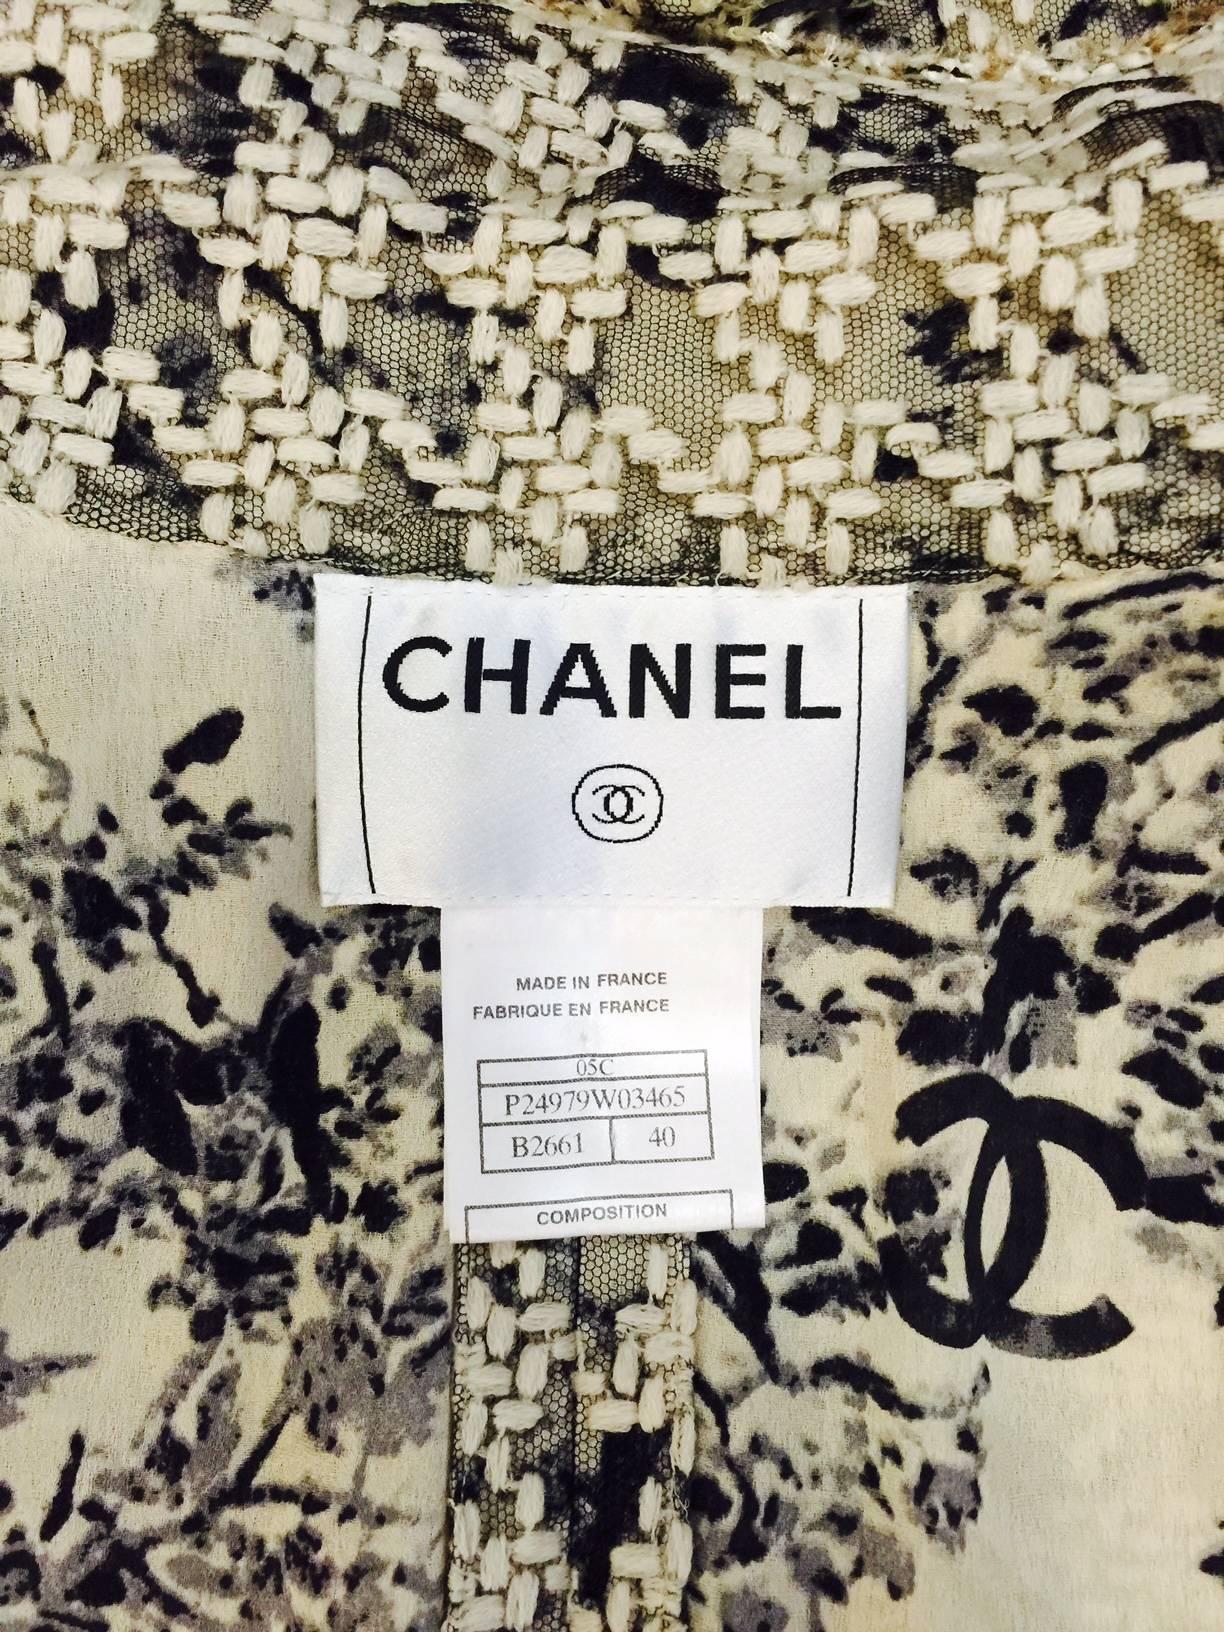 CHANEL
MADE IN FRANCE
FABRIQUE EN FRANCE
05C
P24979W03465
B2661 40
COMPOSITION